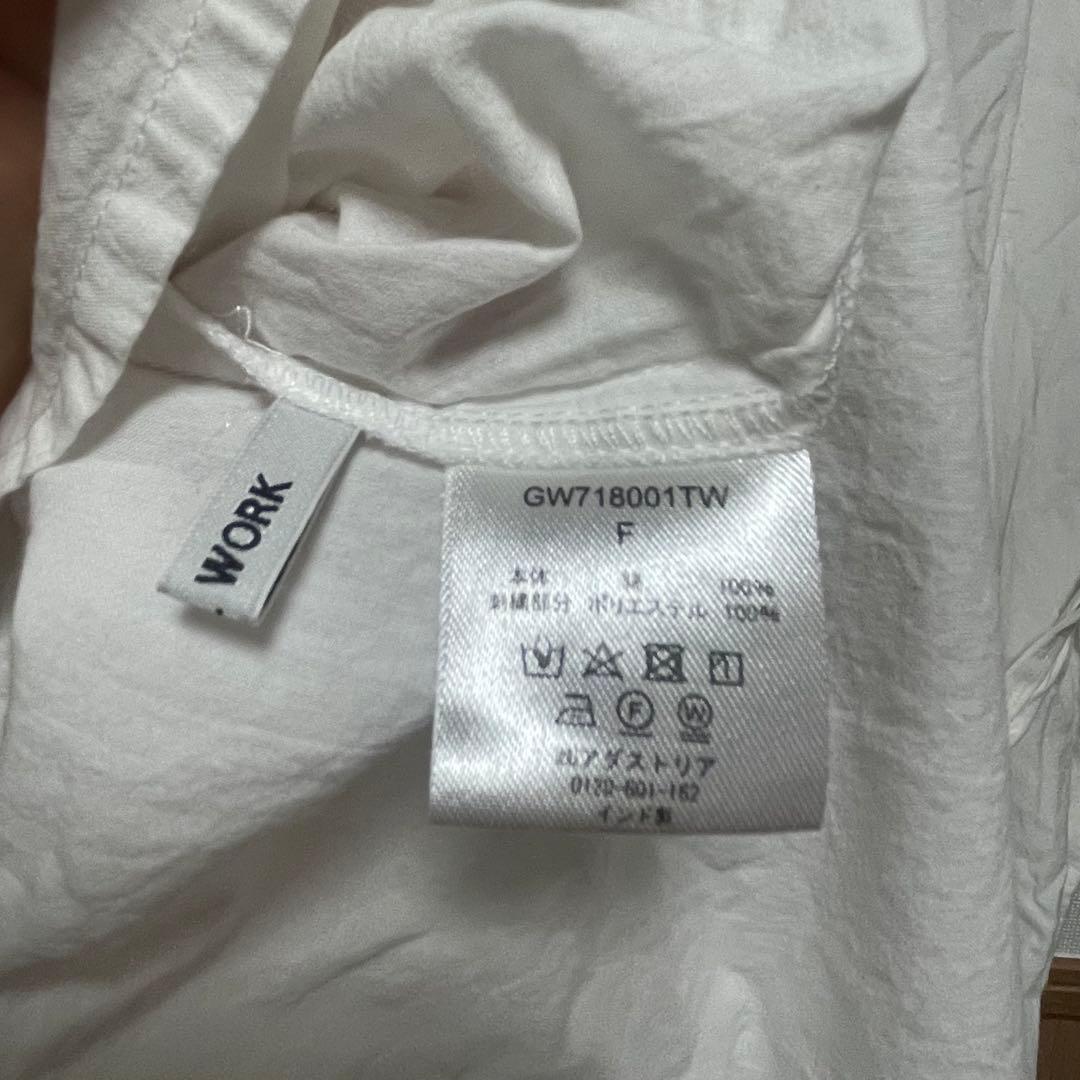 WORK
GW718001TW
F
本体 綿 100%
刺繍部分 ポリエステル 100%
F
W
㈱アダストリア
0120-601-162
インド製